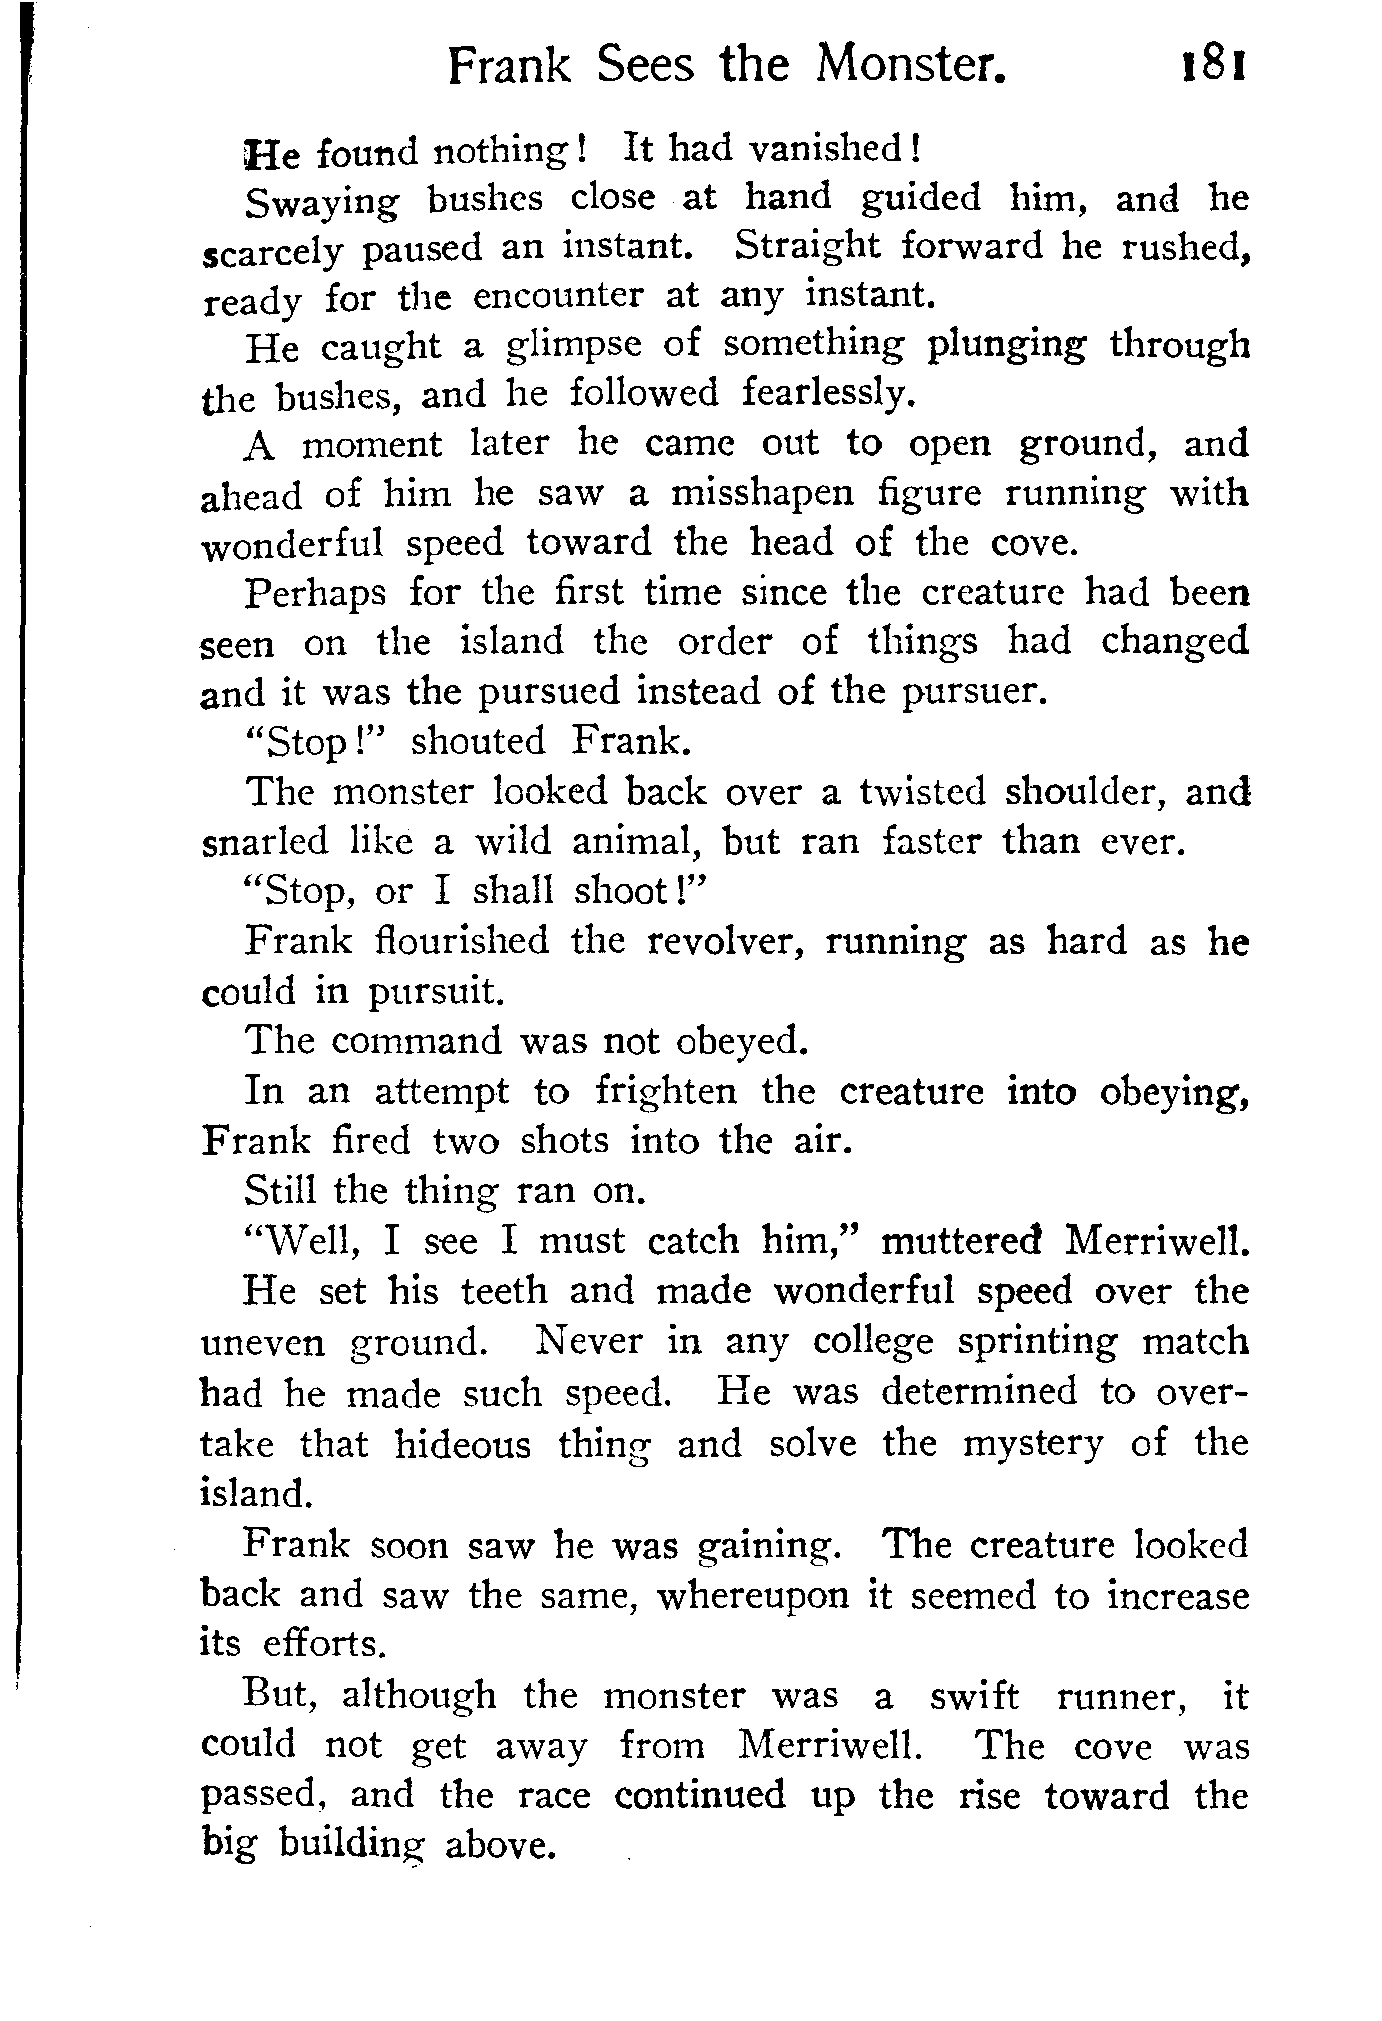 Frank Sees the Monster. 181
He found nothing! It had vanished!
Swaying bushes close at hand guided him, and he
scarcely paused an instant. Straight forward he rushed,
ready for the encounter at any instant.
He caught a glimpse of something plunging through
the bushes, and he followed fearlessly.
A moment later he came out to open ground, and
ahead of him he saw a misshapen figure running with
wonderful speed toward the head of the cove.
Perhaps for the first time since the creature had been
seen on the island the order of things had changed
and it was the pursued instead of the pursuer.
“Stop!” shouted Frank.
The monster looked back over a twisted shoulder, and
snarled like a wild animal, but ran faster than ever.
“Stop, or I shall shoot!”
Frank flourished the revolver, running as hard as he
could in pursuit.
The command was not obeyed.
In an attempt to frighten the creature into obeying,
Frank fired two shots into the air.
Still the thing ran on.
“Well, I see I must catch him,” muttered Merriwell.
He set his teeth and made wonderful speed over the
uneven ground. Never in any college sprinting match
had he made such speed. He was determined to over-
take that hideous thing and solve the mystery of the
island.
Frank soon saw he was gaining. The creature looked
back and saw the same, whereupon it seemed to increase
its efforts.
But, although the monster was a swift runner, it
could not get away from Merriwell. The cove was
passed, and the race continued up the rise toward the
big building above.